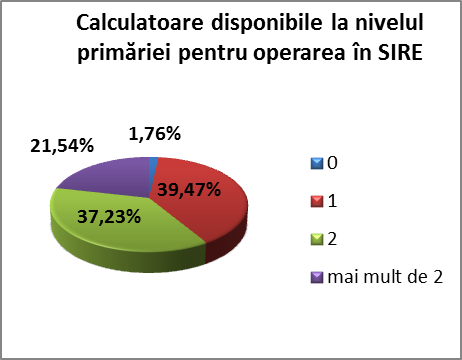 Calculatoare disponibile la nivelul
primăriei pentru operarea în SIRE
1,76%
21,54%
39,47%
37,23%
0
1
2
mai mult de 2